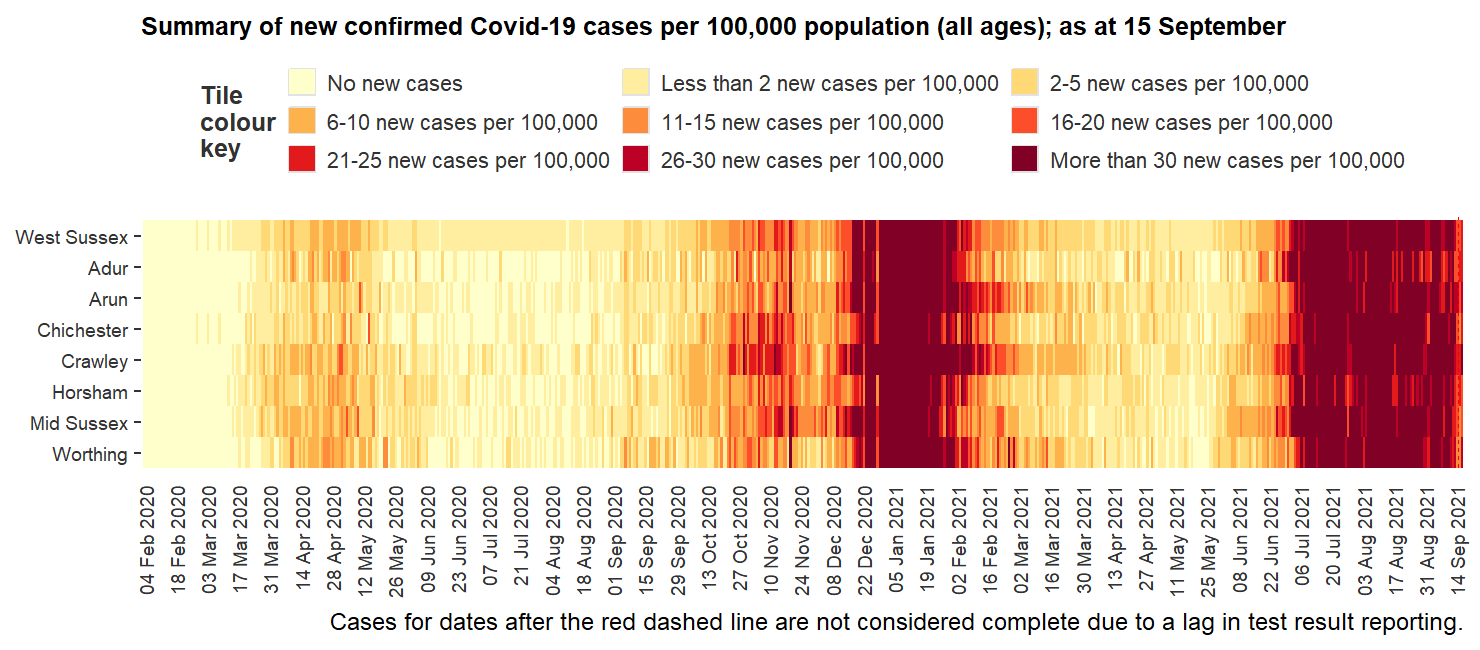 Summary of new confirmed Covid-19 cases per 100,000 population (all ages); as at 15 September
Tile
colour
key
No new cases
Less than 2 new cases per 100,000
2-5 new cases per 100,000
6-10 new cases per 100,000
11-15 new cases per 100,000
16-20 new cases per 100,000
21-25 new cases per 100,000
26-30 new cases per 100,000
More than 30 new cases per 100,000
West Sussex
Adur
Arun
Chichester
Crawley
Horsham
Mid Sussex
Worthing
04 Feb 2020
18 Feb 2020
03 Mar 2020
17 Mar 2020
31 Mar 2020
14 Apr 2020
28 Apr 2020
12 May 2020
26 May 2020
09 Jun 2020
23 Jun 2020
07 Jul 2020
21 Jul 2020
04 Aug 2020
18 Aug 2020
01 Sep 2020
15 Sep 2020
29 Sep 2020
13 Oct 2020
27 Oct 2020
10 Nov 2020
24 Nov 2020
08 Dec 2020
22 Dec 2020
05 Jan 2021
19 Jan 2021
02 Feb 2021
16 Feb 2021
02 Mar 2021
16 Mar 2021
30 Mar 2021
13 Apr 2021
27 Apr 2021
11 May 2021
25 May 2021
08 Jun 2021
22 Jun 2021
06 Jul 2021
20 Jul 2021
03 Aug 2021
17 Aug 2021
31 Aug 2021
14 Sep 2021
Cases for dates after the red dashed line are not considered complete due to a lag in test result reporting.